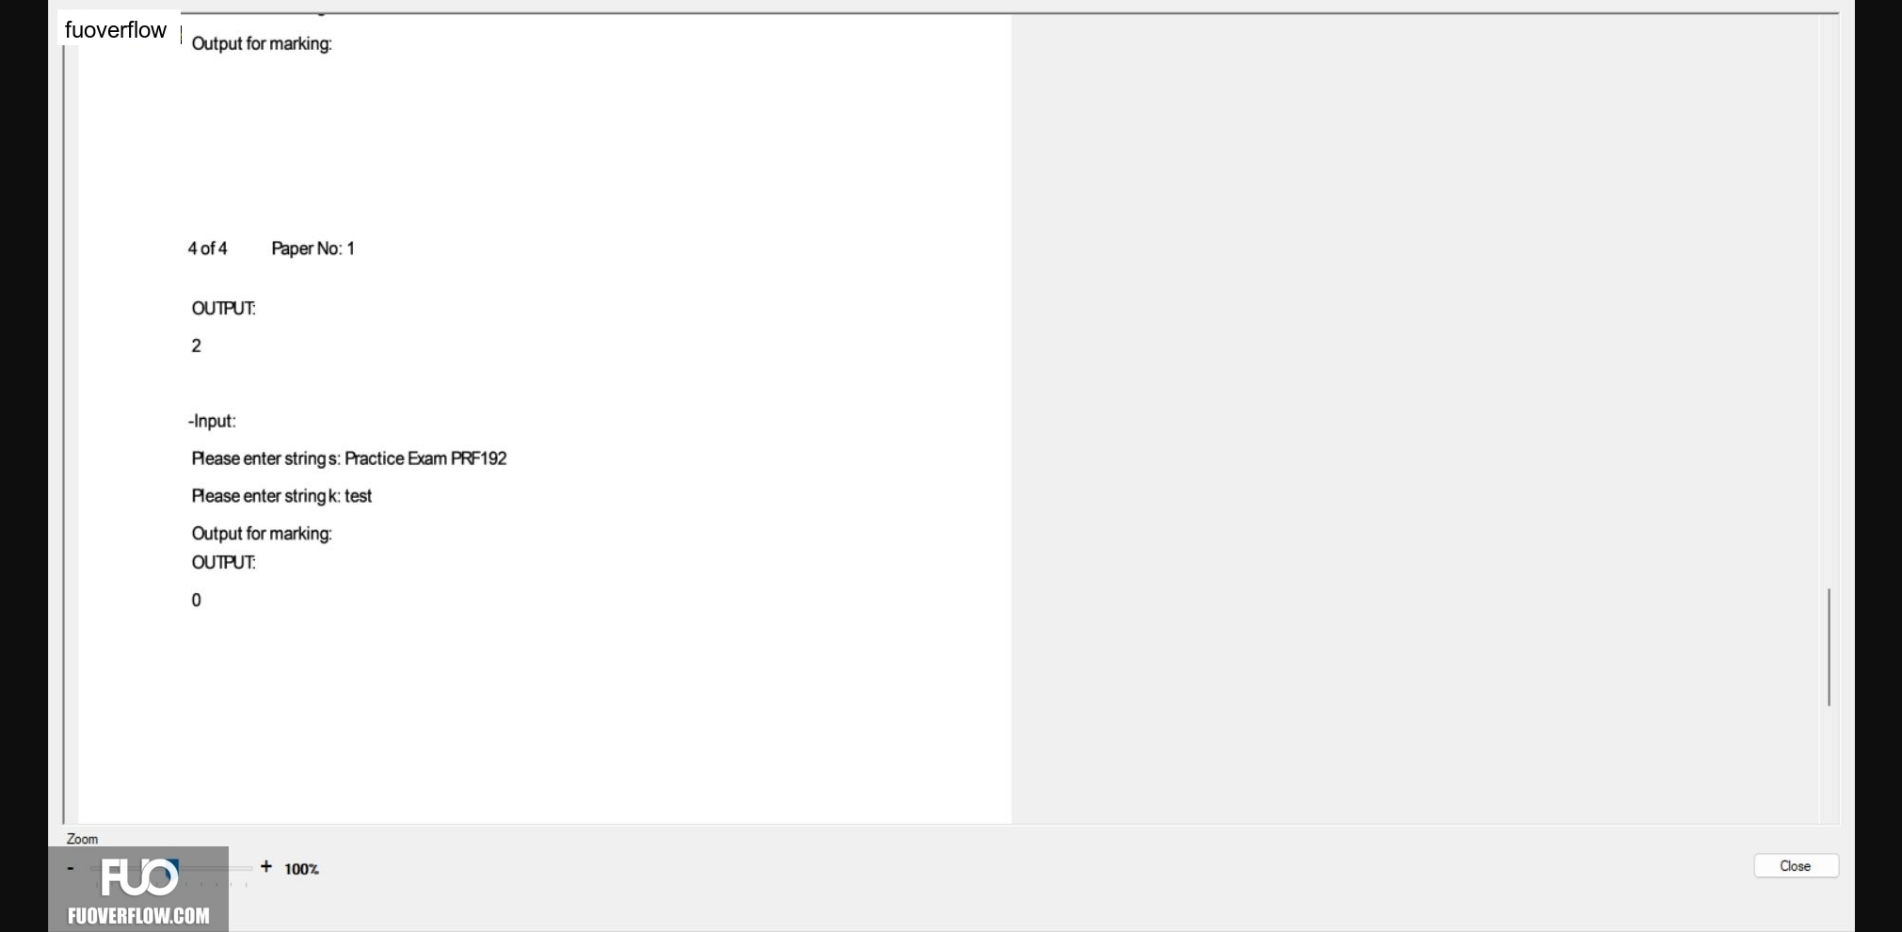 fuoverflow
Output for marking:
4 of 4 Paper No: 1
OUTPUT:
2
-Input:
Please enter string s: Practice Exam PRF192
Please enter string k: test
Output for marking:
OUTPUT:
0
Zoom
- + 100%
Close
FUO
FUOVERFLOW.COM